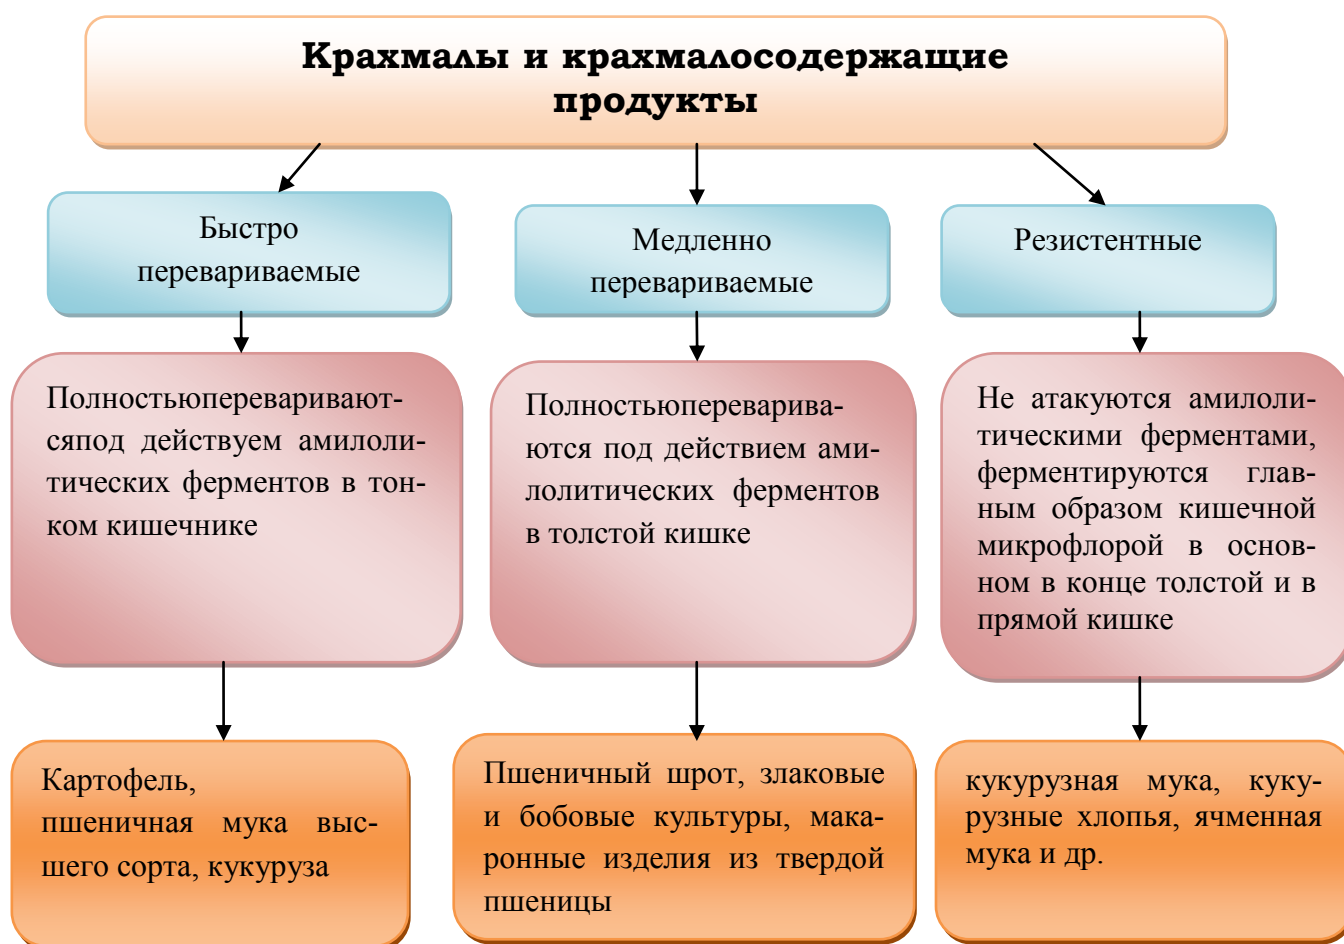 Крахмалы и крахмалосодержащие
продукты
Быстро
перевариваемые
Медленно
перевариваемые
Резистентные
Полностьюперевариют-
сяпод действуем амилоли-
тических ферментов в тон-
ком кишечнике
Полностьюперевариа-
ются под действием ами-
лолитических ферментов
в толстой кишке
Не атакуются амилоли-
тическими ферментами,
ферментируются глав-
ным образом кишечной
микрофлорой в основ-
ном в конце толстой и в
прямой кишке
Картофель,
пшеничная мука выс-
шего сорта, кукуруза
Пшеничный шрот, злаковые
и бобовые культуры, мака-
ронные изделия из твердой
пшеницы
кукурузная мука, куку-
рузные хлопья, ячменная
мука и др.